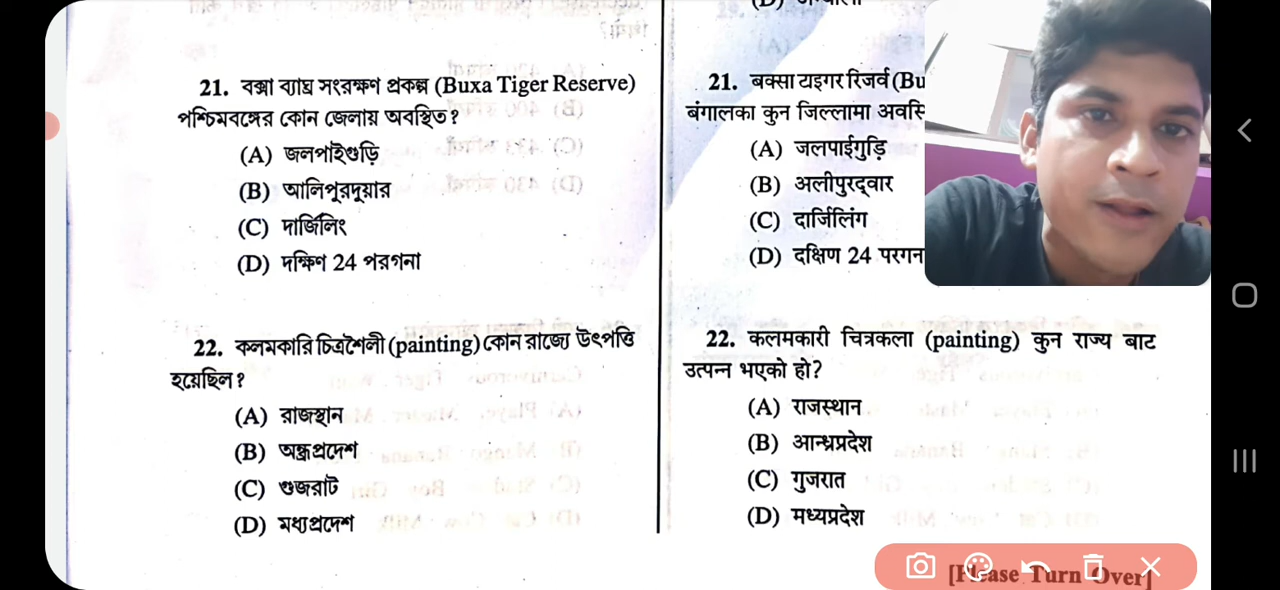 21. বক্সা ব্যাঘ্র সংরক্ষণ প্রকল্প (Buxa Tiger Reserve)
পশ্চিমবঙ্গের কোন জেলায় অবস্থিত?
(A) জলপাইগুড়ি
(B) আলিপুরদুয়ার
(C) দার্জিলিং
(D) দক্ষিণ 24 পরগনা
22. কলমকারি চিত্রশৈলী (painting) কোন রাজ্যে উৎপত্তি
হয়েছিল?
(A) রাজস্থান
(B) অন্ধ্রপ্রদেশ
(C) গুজরাট
(D) মধ্যপ্রদেশ
21. बक्सा टाइगर रिजर्व (Bu
बंगालका कुन जिल्लामा अवस्
(A) जलपाईगुड़ि
(B) अलीपुरद्वार
(C) दार्जिलिंग
(D) दक्षिण 24 परगन
22. कलमकारी चित्रकला (painting) कुन राज्य बाट
उत्पन्न भएको हो?
(A) राजस्थान
(B) आन्ध्रप्रदेश
(C) गुजरात
(D) मध्यप्रदेश
[Please Turn Over]